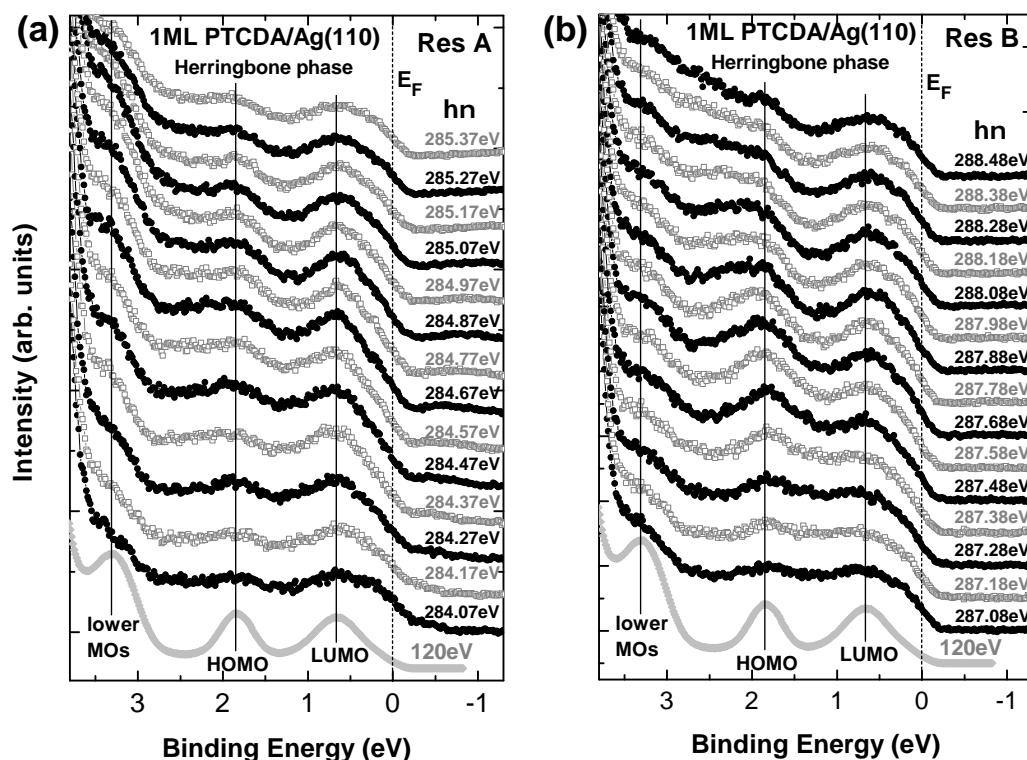 (a)
1ML PTCDA/Ag(110)
Herringbone phase
Res A
E_F
hn
285.37eV
285.27eV
285.17eV
285.07eV
284.97eV
284.87eV
284.77eV
284.67eV
284.57eV
284.47eV
284.37eV
284.27eV
284.17eV
284.07eV
120eV
lower
MOs
HOMO
LUMO
3 2 1 0 -1
Binding Energy (eV)
Intensity (arb. units)
(b)
1ML PTCDA/Ag(110)
Herringbone phase
Res B
E_F
hn
288.48eV
288.38eV
288.28eV
288.18eV
288.08eV
287.98eV
287.88eV
287.78eV
287.68eV
287.58eV
287.48eV
287.38eV
287.28eV
287.18eV
287.08eV
120eV
lower
MOs
HOMO
LUMO
3 2 1 0 -1
Binding Energy (eV)